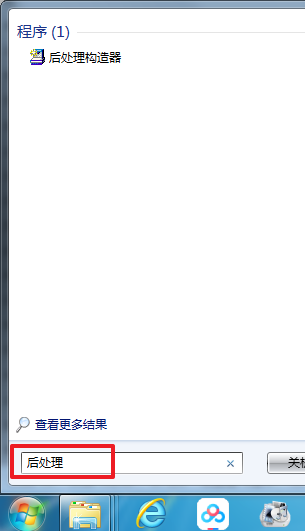 程序 (1)
后处理构造器
查看更多结果
后处理
关机